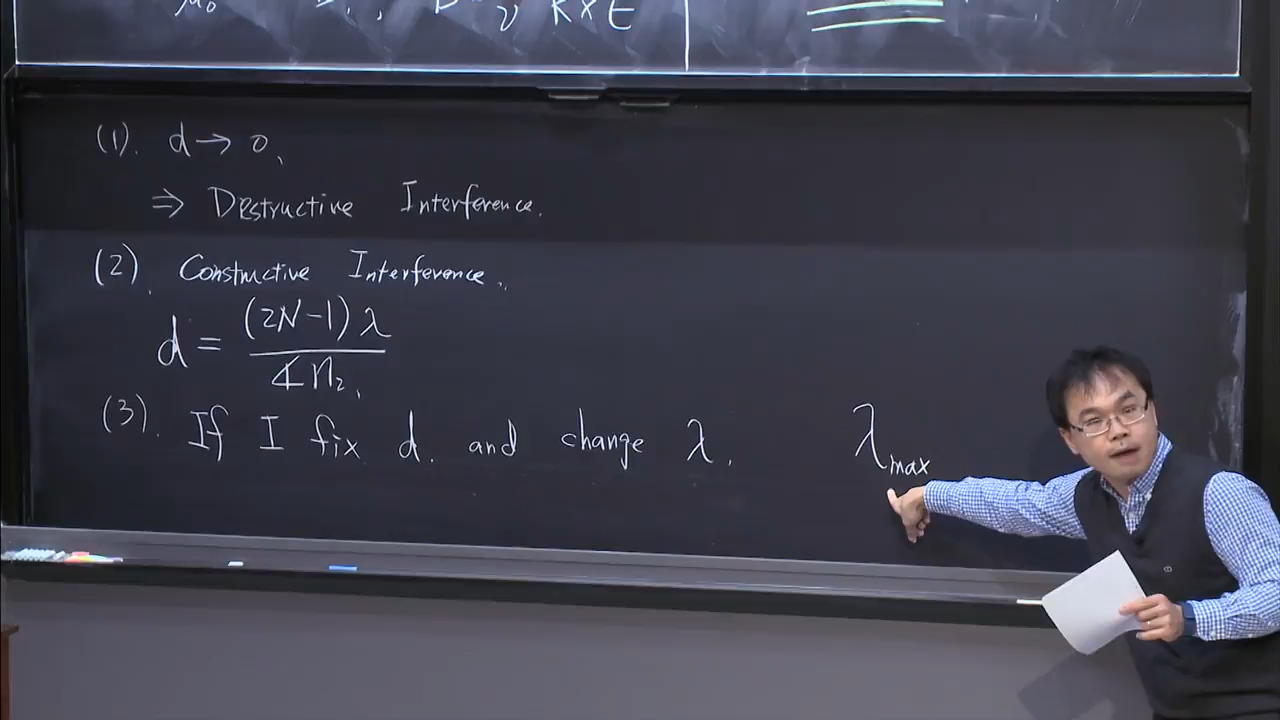 (1). d → 0,
⇒ Destructive Interference.
(2). Constructive Interference.
d = (2N-1)λ / 4n₂,
(3). If I fix d, and change λ. λmax